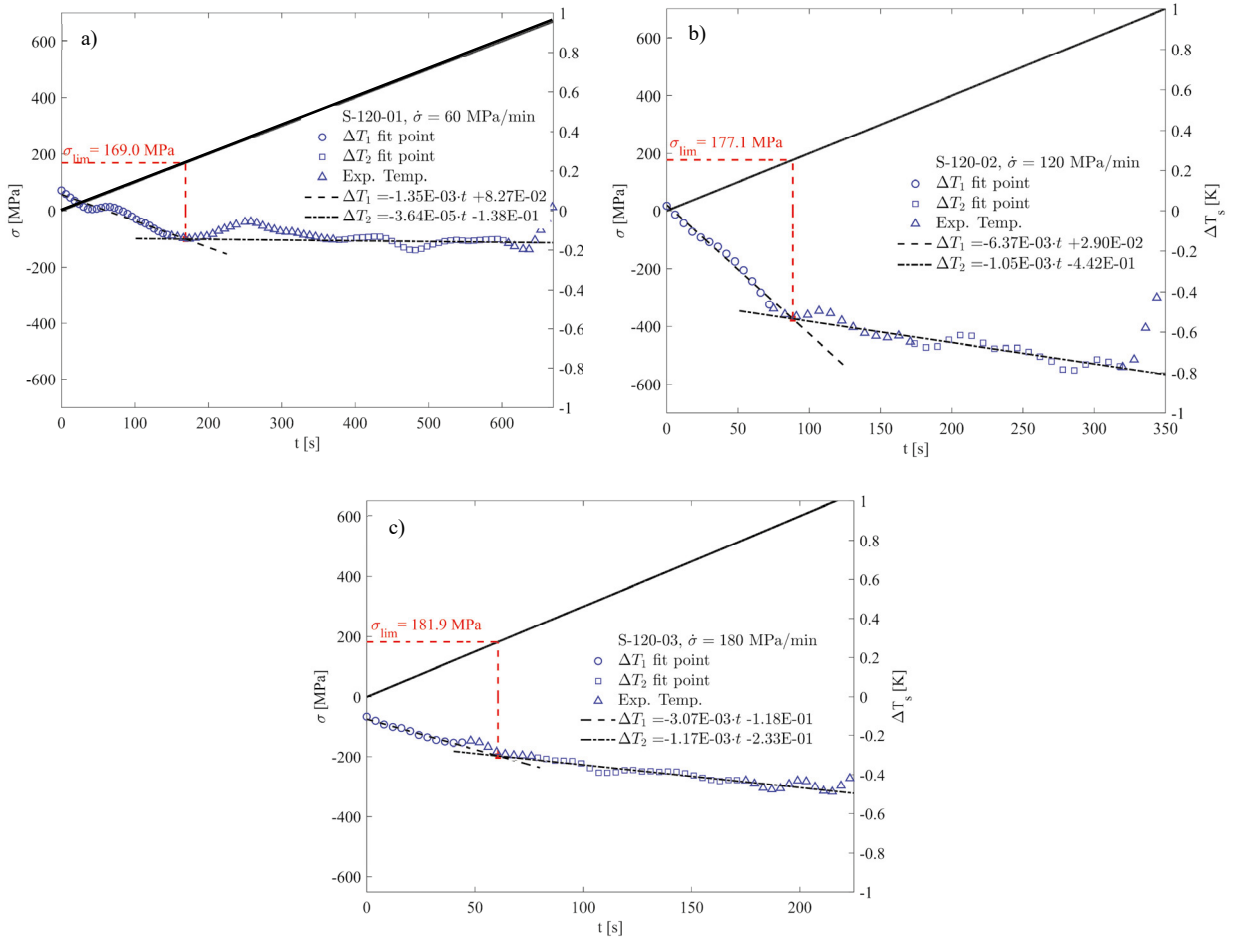 a)
600
400
200
0
-200
-400
-600
σ [MPa]
σ_lim = 169.0 MPa
S-120-01, σ̇ = 60 MPa/min
ΔT₁ fit point
ΔT₂ fit point
Exp. Temp.
ΔT₁ =-1.35E-03·t +8.27E-02
ΔT₂ =-3.64E-05·t -1.38E-01
1
0.8
0.6
0.4
0.2
0
-0.2
-0.4
-0.6
-0.8
-1
0 100 200 300 400 500 600
t [s]
b)
600
400
200
0
-200
-400
-600
σ [MPa]
σ_lim = 177.1 MPa
S-120-02, σ̇ = 120 MPa/min
ΔT₁ fit point
ΔT₂ fit point
Exp. Temp.
ΔT₁ =-6.37E-03·t +2.90E-02
ΔT₂ =-1.05E-03·t -4.42E-01
1
0.8
0.6
0.4
0.2
0
-0.2
-0.4
-0.6
-0.8
-1
ΔT_s [K]
0 50 100 150 200 250 300 350
t [s]
c)
600
400
200
0
-200
-400
-600
σ [MPa]
σ_lim = 181.9 MPa
S-120-03, σ̇ = 180 MPa/min
ΔT₁ fit point
ΔT₂ fit point
Exp. Temp.
ΔT₁ =-3.07E-03·t -1.18E-01
ΔT₂ =-1.17E-03·t -2.33E-01
1
0.8
0.6
0.4
0.2
0
-0.2
-0.4
-0.6
-0.8
-1
ΔT_s [K]
0 50 100 150 200
t [s]